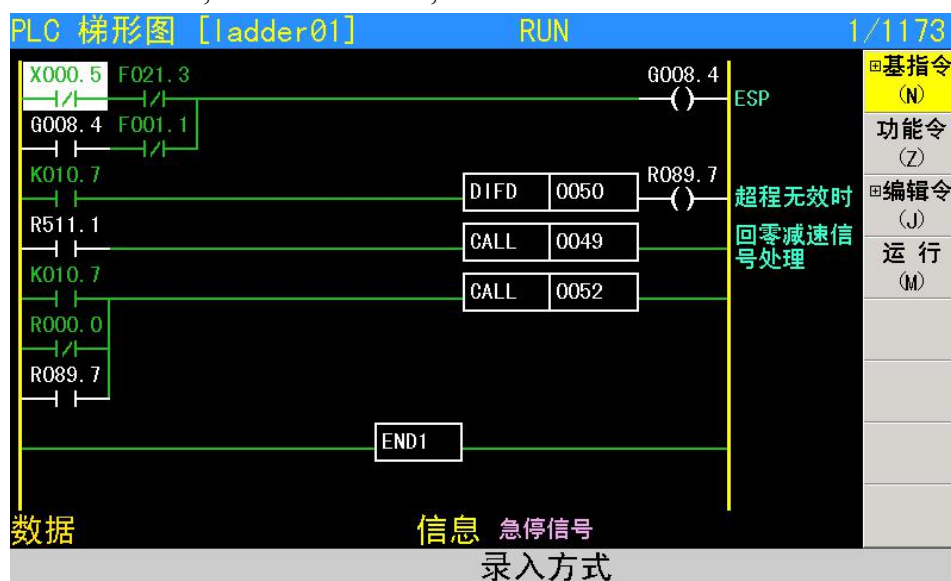 PLC 梯形图 [ladder01] RUN 1/1173
X000.5 F021.3 G008.4
ESP
G008.4 F001.1
K010.7 DIFD 0050 R089.7
超程无效时
R511.1 CALL 0049
回零减速信
号处理
K010.7 CALL 0052
R000.0
R089.7
END1
数据 信息 急停信号
录入方式
基指令
(N)
功能令
(Z)
编辑令
(J)
运 行
(M)